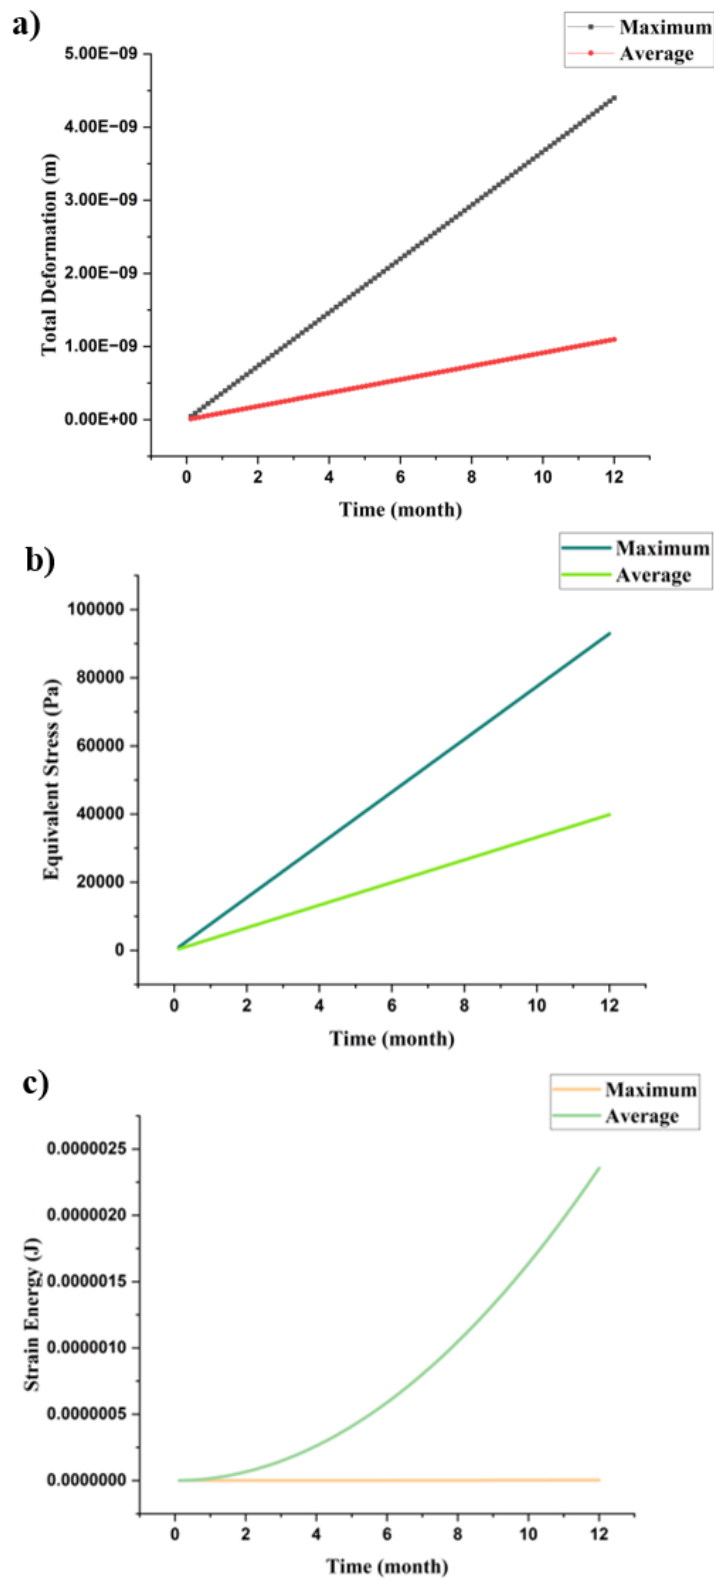 a)
Maximum
Average
5.00E−09
4.00E−09
3.00E−09
2.00E−09
1.00E−09
0.00E+00
Total Deformation (m)
0 2 4 6 8 10 12
Time (month)
b)
Maximum
Average
100000
80000
60000
40000
20000
0
Equivalent Stress (Pa)
0 2 4 6 8 10 12
Time (month)
c)
Maximum
Average
0.0000025
0.0000020
0.0000015
0.0000010
0.0000005
0.0000000
Strain Energy (J)
0 2 4 6 8 10 12
Time (month)